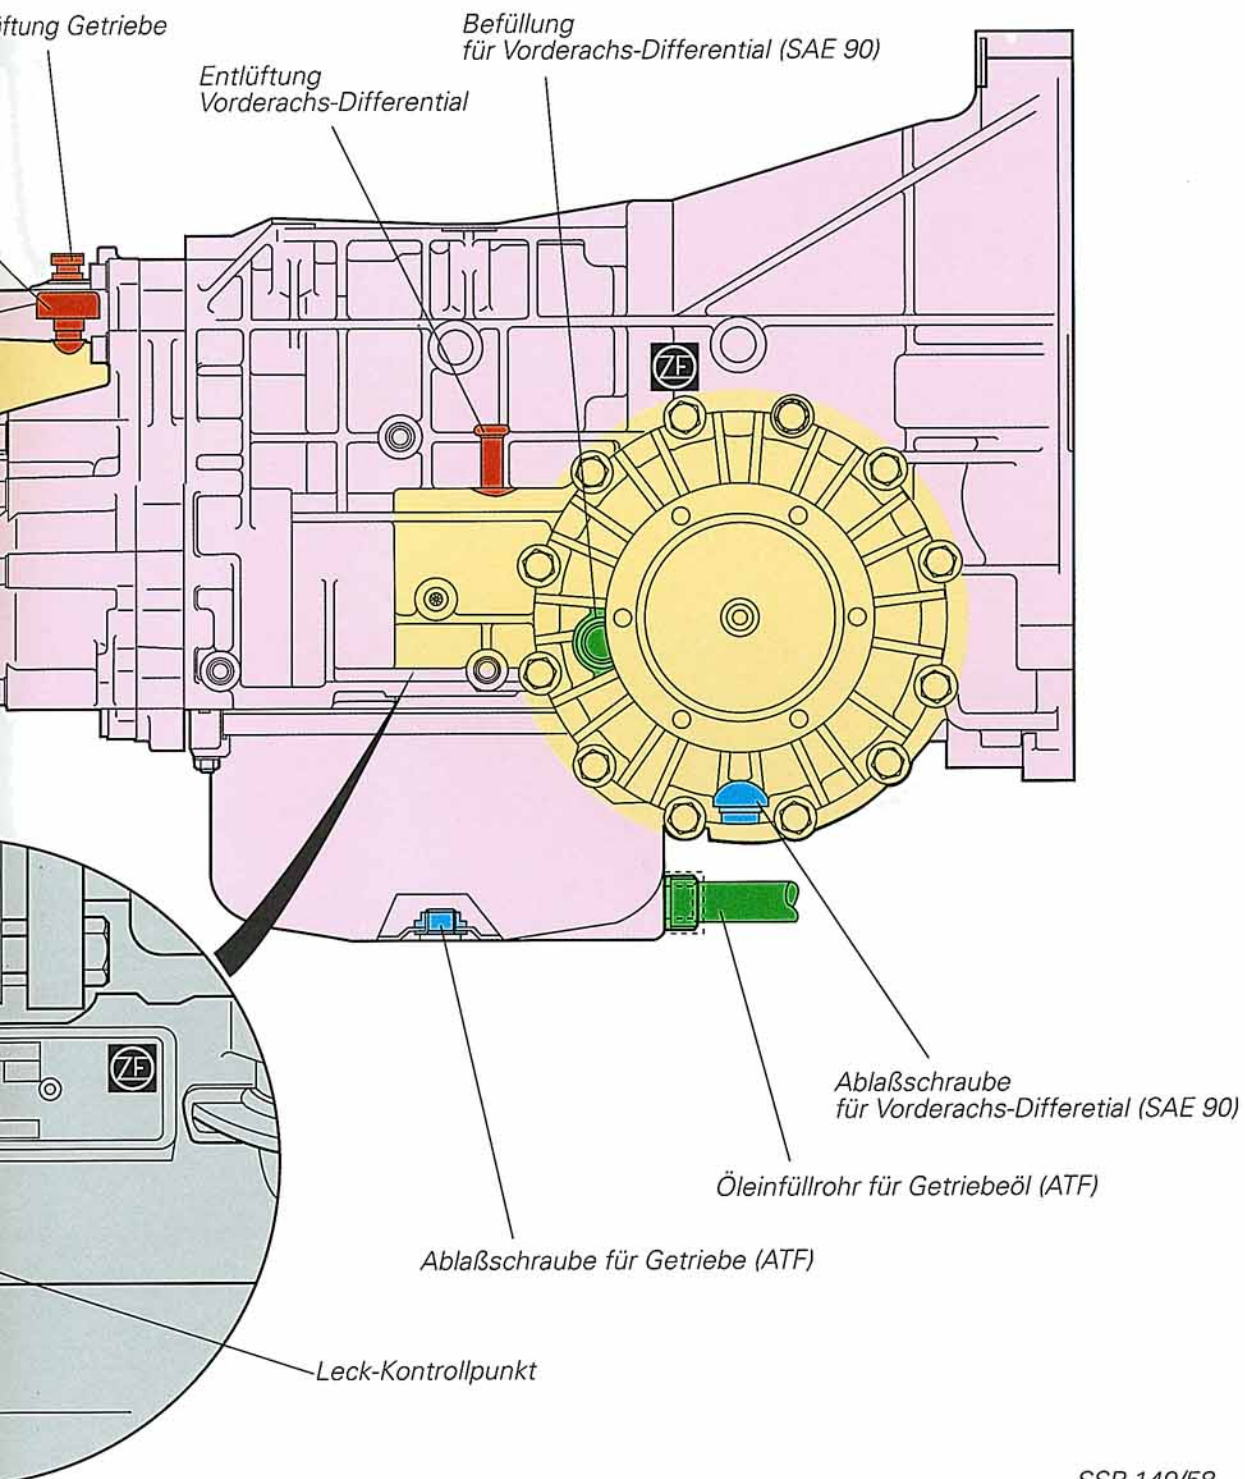 Getriebe
Befüllung
für Vorderachs-Differential (SAE 90)
Entlüftung
Vorderachs-Differential
ZF
ZF
Ablaßschraube
für Vorderachs-Differetial (SAE 90)
Öleinfüllrohr für Getriebeöl (ATF)
Ablaßschraube für Getriebe (ATF)
Leck-Kontrollpunkt